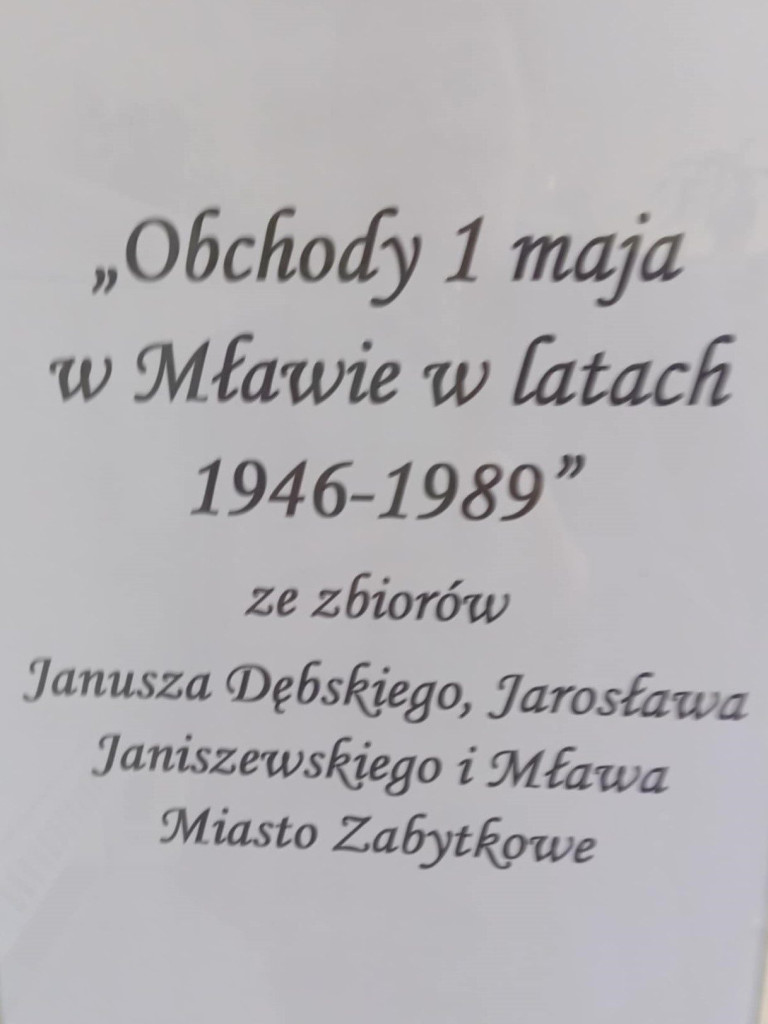 „Obchody 1 maja
w Mławie w latach
1946-1989”
ze zbiorów
Janusza Dębskiego, Jarosława
Janiszewskiego i Mława
Miasto Zabytkowe